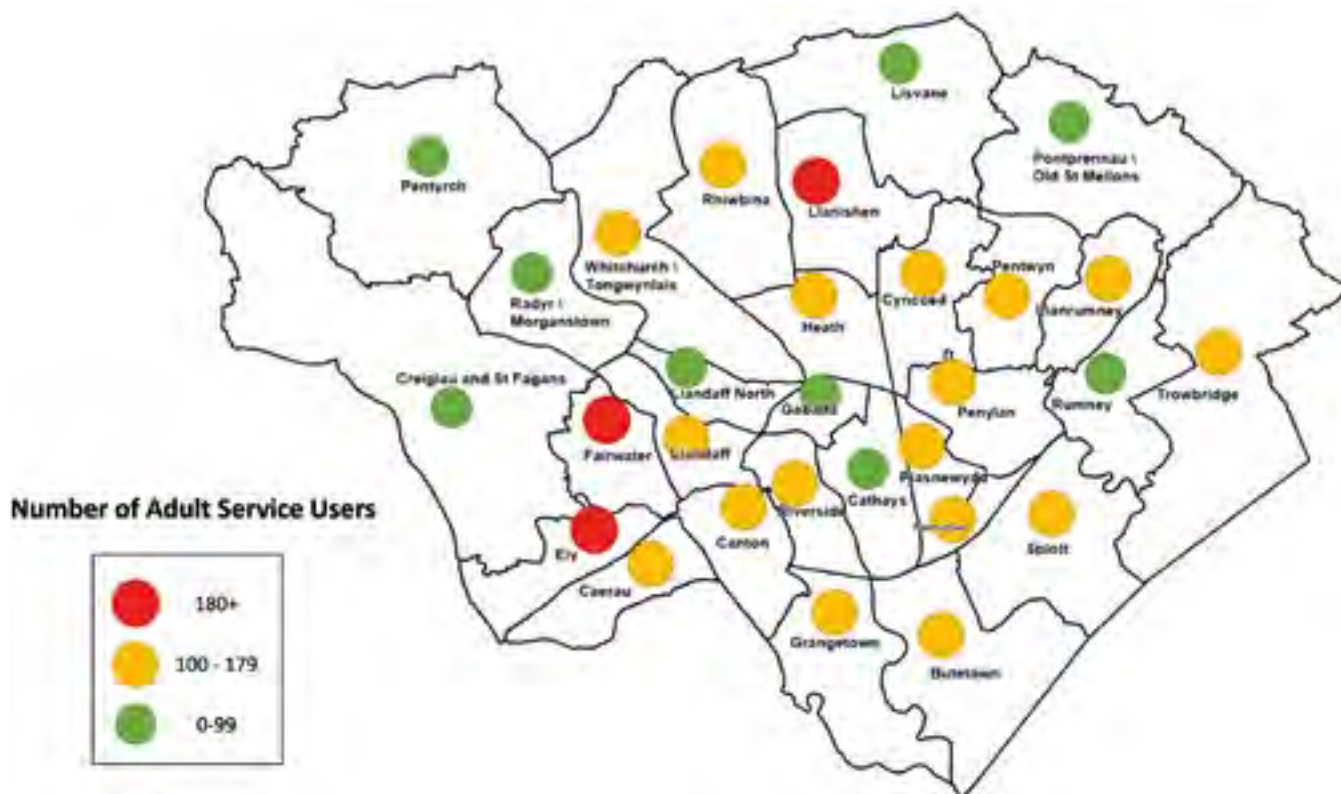 Lisvane
Pontprennau \
Old St Mellons
Pentyrch
Rhiwbina
Llanishen
Whitchurch \
Tongwynlais
Pentwyn
Radyr \
Morganstown
Heath
Cyncoed
Llanrumney
Creigiau and St Fagans
Llandaff North
Gabalfa
Penylan
Rumney
Trowbridge
Fairwater
Llandaff
Plasnewydd
Cathays
Riverside
Number of Adult Service Users
Canton
Splott
Ely
Caerau
180+
Grangetown
100 - 179
Butetown
0-99